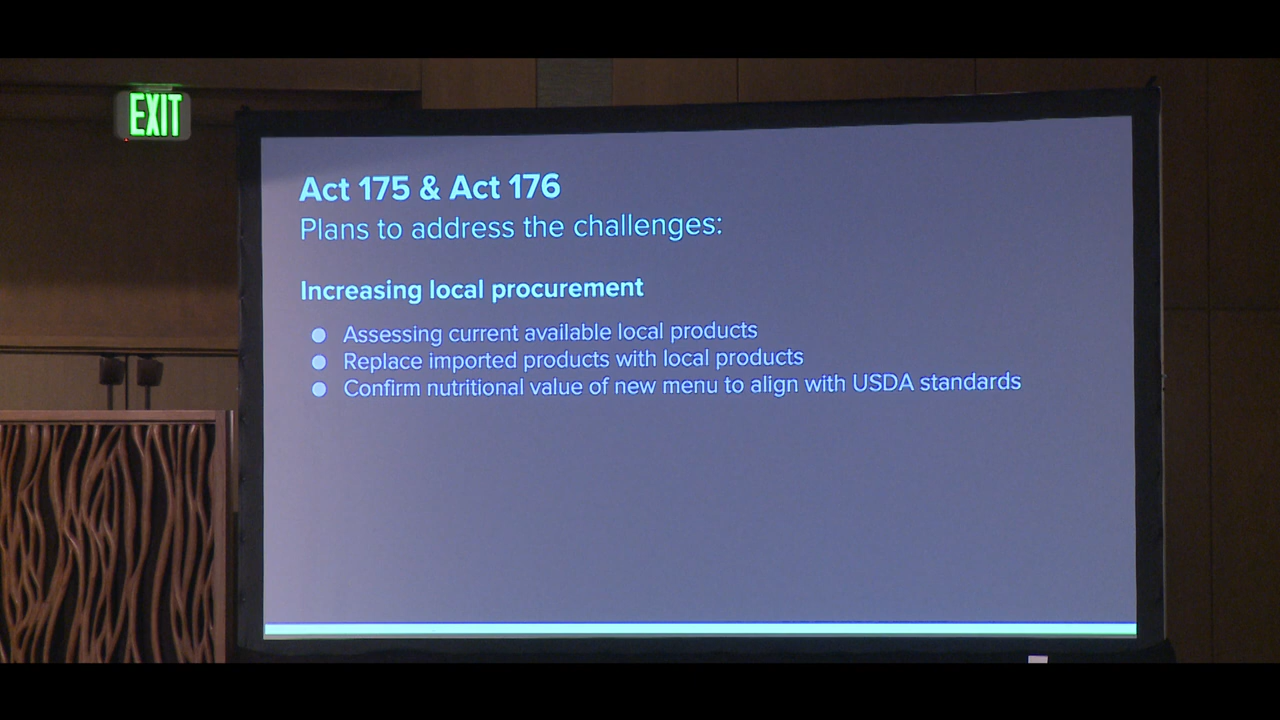 EXIT
Act 175 & Act 176
Plans to address the challenges:
Increasing local procurement
● Assessing current available local products
● Replace imported products with local products
● Confirm nutritional value of new menu to align with USDA standards